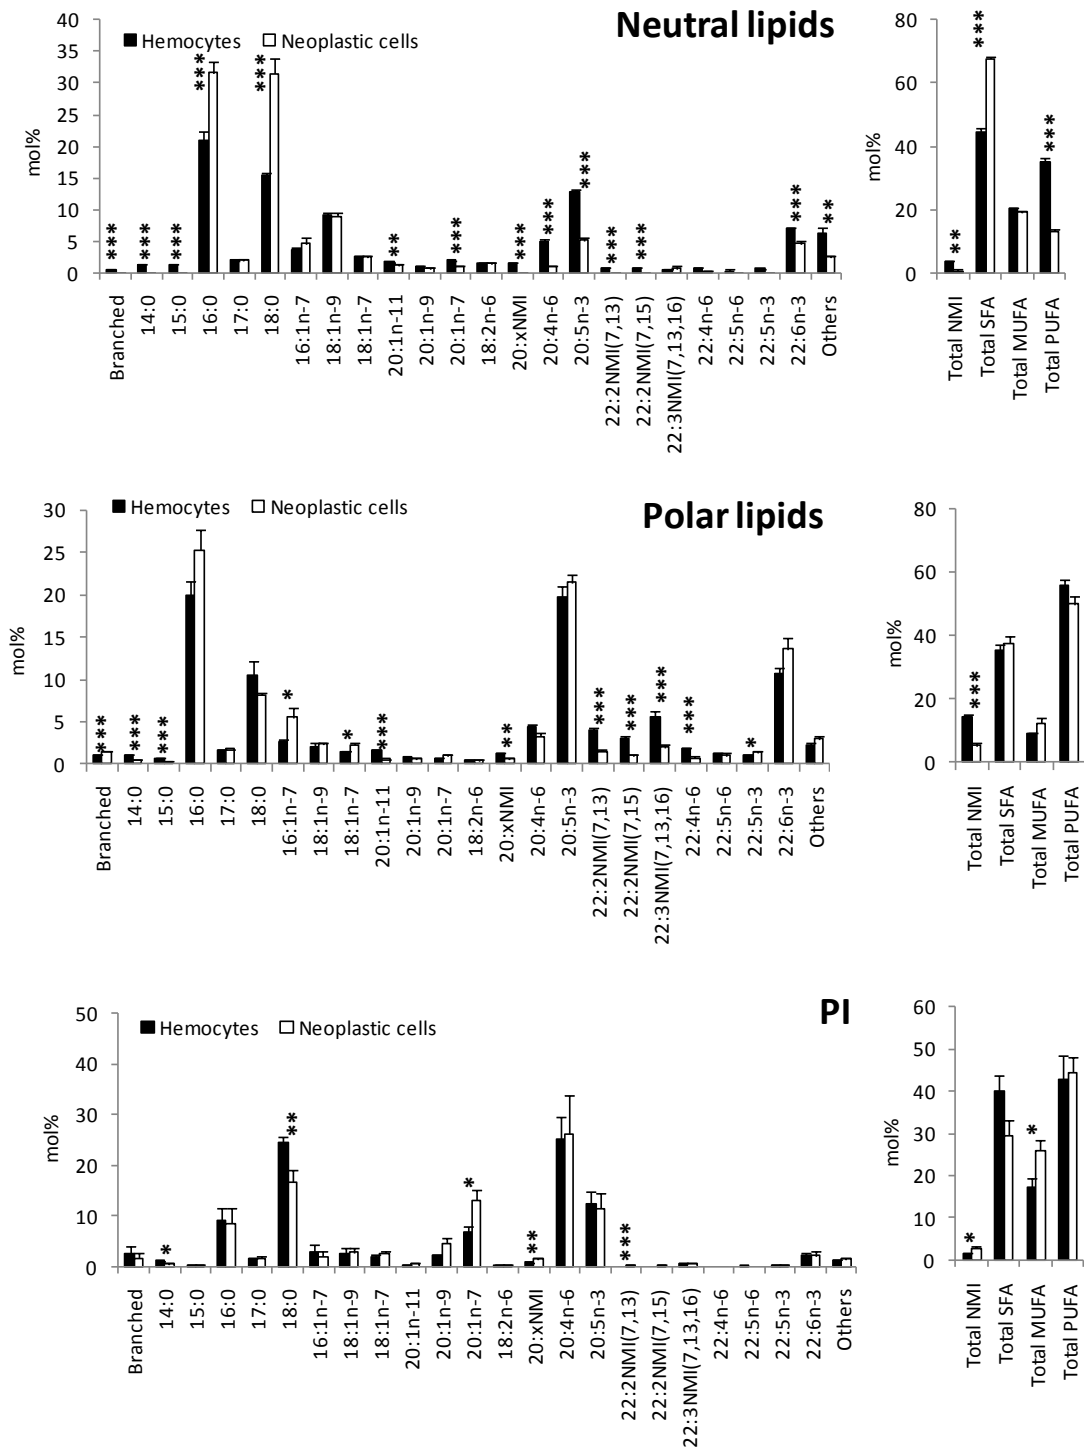 Neutral lipids
Hemocytes Neoplastic cells
mol%
40
35
30
25
20
15
10
5
0
*** *** *** *** *** ** *** *** *** *** *** *** *** **
Branched 14:0 15:0 16:0 17:0 18:0 16:1n-7 18:1n-9 18:1n-7 20:1n-11 20:1n-9 20:1n-7 18:2n-6 20:xNMI 20:4n-6 20:5n-3 22:2NMI(7,13) 22:2NMI(7,15) 22:3NMI(7,13,16) 22:4n-6 22:5n-6 22:5n-3 22:6n-3 Others
mol%
80
60
40
20
0
** *** ***
Total NMI Total SFA Total MUFA Total PUFA
Polar lipids
Hemocytes Neoplastic cells
mol%
30
25
20
15
10
5
0
*** *** *** * * *** ** *** *** *** *** *
Branched 14:0 15:0 16:0 17:0 18:0 16:1n-7 18:1n-9 18:1n-7 20:1n-11 20:1n-9 20:1n-7 18:2n-6 20:xNMI 20:4n-6 20:5n-3 22:2NMI(7,13) 22:2NMI(7,15) 22:3NMI(7,13,16) 22:4n-6 22:5n-6 22:5n-3 22:6n-3 Others
mol%
80
60
40
20
0
***
Total NMI Total SFA Total MUFA Total PUFA
PI
Hemocytes Neoplastic cells
mol%
50
40
30
20
10
0
* ** * ** ***
Branched 14:0 15:0 16:0 17:0 18:0 16:1n-7 18:1n-9 18:1n-7 20:1n-11 20:1n-9 20:1n-7 18:2n-6 20:xNMI 20:4n-6 20:5n-3 22:2NMI(7,13) 22:2NMI(7,15) 22:3NMI(7,13,16) 22:4n-6 22:5n-6 22:5n-3 22:6n-3 Others
mol%
60
50
40
30
20
10
0
* *
Total NMI Total SFA Total MUFA Total PUFA